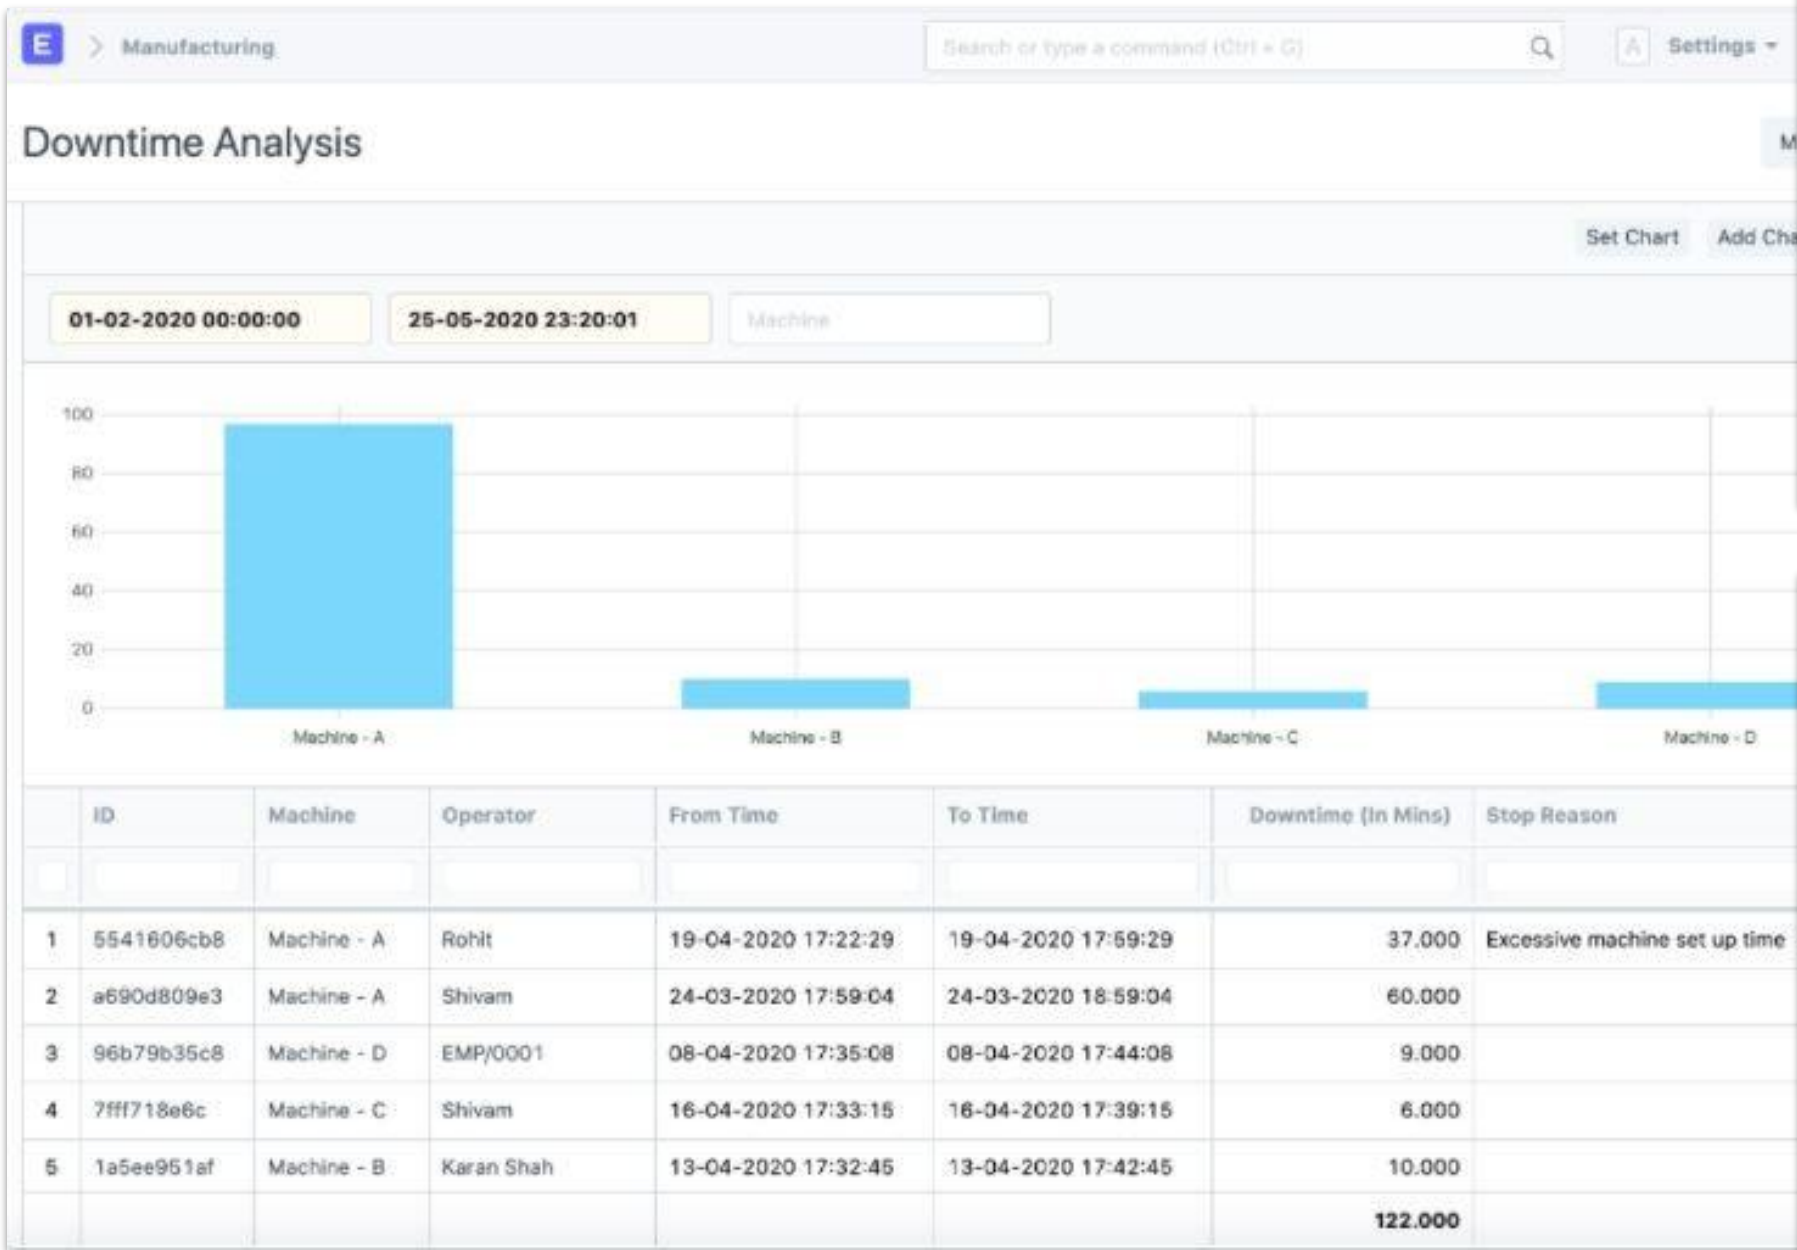 E > Manufacturing Search or type a command (Ctrl + G) A Settings
Downtime Analysis M
Set Chart Add Cha
01-02-2020 00:00:00 25-05-2020 23:20:01 Machine
100
80
60
40
20
0
Machine - A Machine - B Machine - C Machine - D
ID Machine Operator From Time To Time Downtime (In Mins) Stop Reason
1 5541606cb8 Machine - A Rohit 19-04-2020 17:22:29 19-04-2020 17:59:29 37.000 Excessive machine set up time
2 a690d809e3 Machine - A Shivam 24-03-2020 17:59:04 24-03-2020 18:59:04 60.000
3 96b79b35c8 Machine - D EMP/0001 08-04-2020 17:35:08 08-04-2020 17:44:08 9.000
4 7fff718e6c Machine - C Shivam 16-04-2020 17:33:15 16-04-2020 17:39:15 6.000
5 1a5ee951af Machine - B Karan Shah 13-04-2020 17:32:45 13-04-2020 17:42:45 10.000
122.000